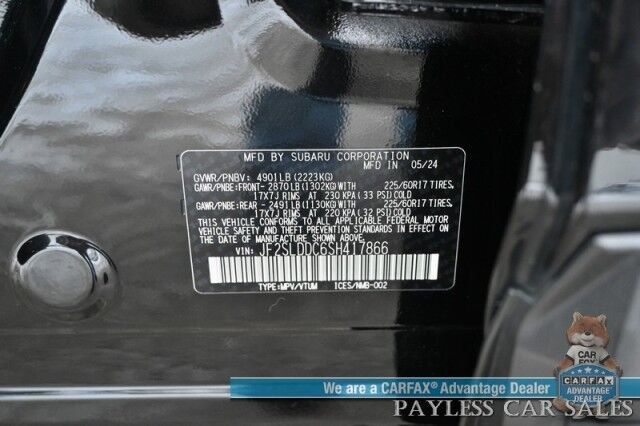 MFD BY SUBARU CORPORATION
MFD IN 05/24
GVWR/PNBV: 4901LB(2223KG)
GAWR/PNBE:FRONT- 2870LB(1302KG)WITH 225/60R17 TIRES,
17X7J RIMS AT 230 KPA(33 PSI)COLD
GAWR/PNBE:REAR - 2491LB(1130KG)WITH 225/60R17 TIRES,
17X7J RIMS AT 220 KPA(32 PSI)COLD
THIS VEHICLE CONFORMS TO ALL APPLICABLE FEDERAL MOTOR
VEHICLE SAFETY AND THEFT PREVENTION STANDARDS IN EFFECT
ON THE DATE OF MANUFACTURE SHOWN ABOVE.
VIN: JF2SLDDC6SH417866
TYPE:MPV/VTUM ICES/NMB-002
CAR
FOX
We are a CARFAX® Advantage Dealer
CARFAX
ADVANTAGE
DEALER
PAYLESS CAR SALES